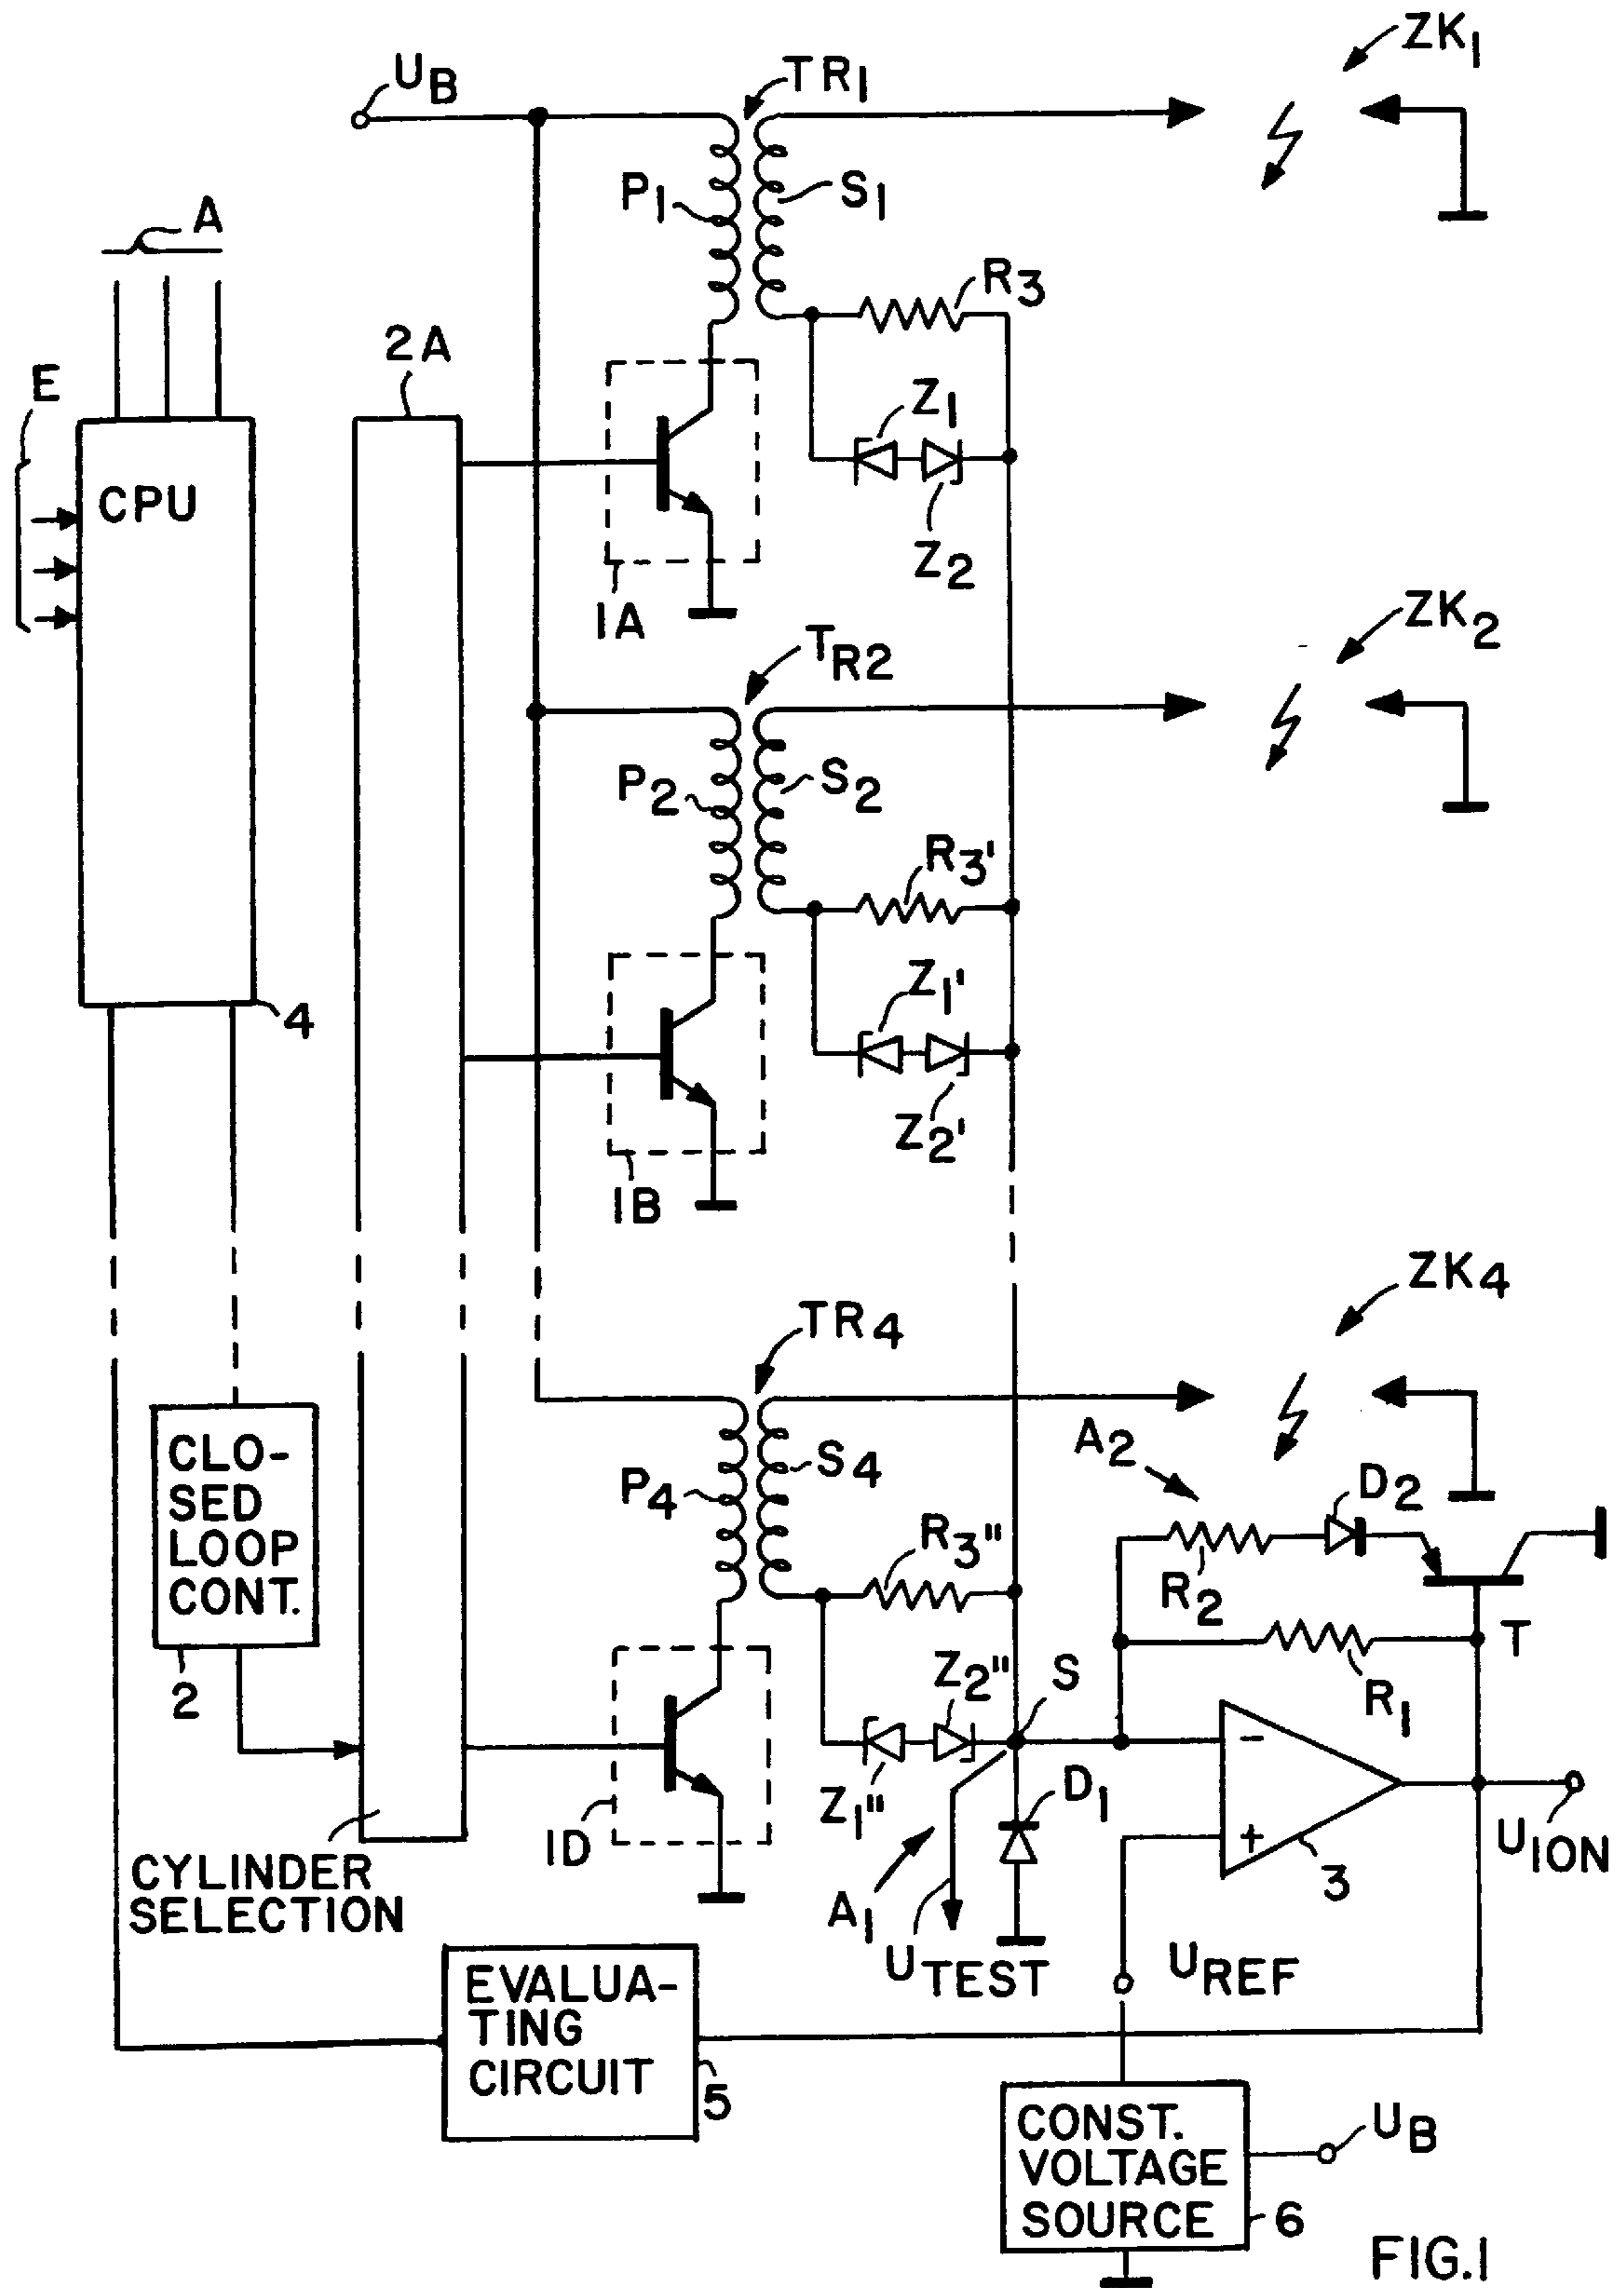 ZK1
UB
TR1
A
P1
S1
R3
2A
E
Z1
CPU
Z2
1A
ZK2
TR2
P2
S2
R3'
Z1'
4
Z2'
1B
ZK4
TR4
A2
CLO-
SED
LOOP
CONT.
S4
P4
D2
R3"
R2
T
2
Z2"
S
R1
Z1"
D1
-
+
3
UION
1D
CYLINDER
SELECTION
A1
UTEST
UREF
EVALUA-
TING
CIRCUIT
5
CONST.
VOLTAGE
SOURCE
UB
6
FIG.1